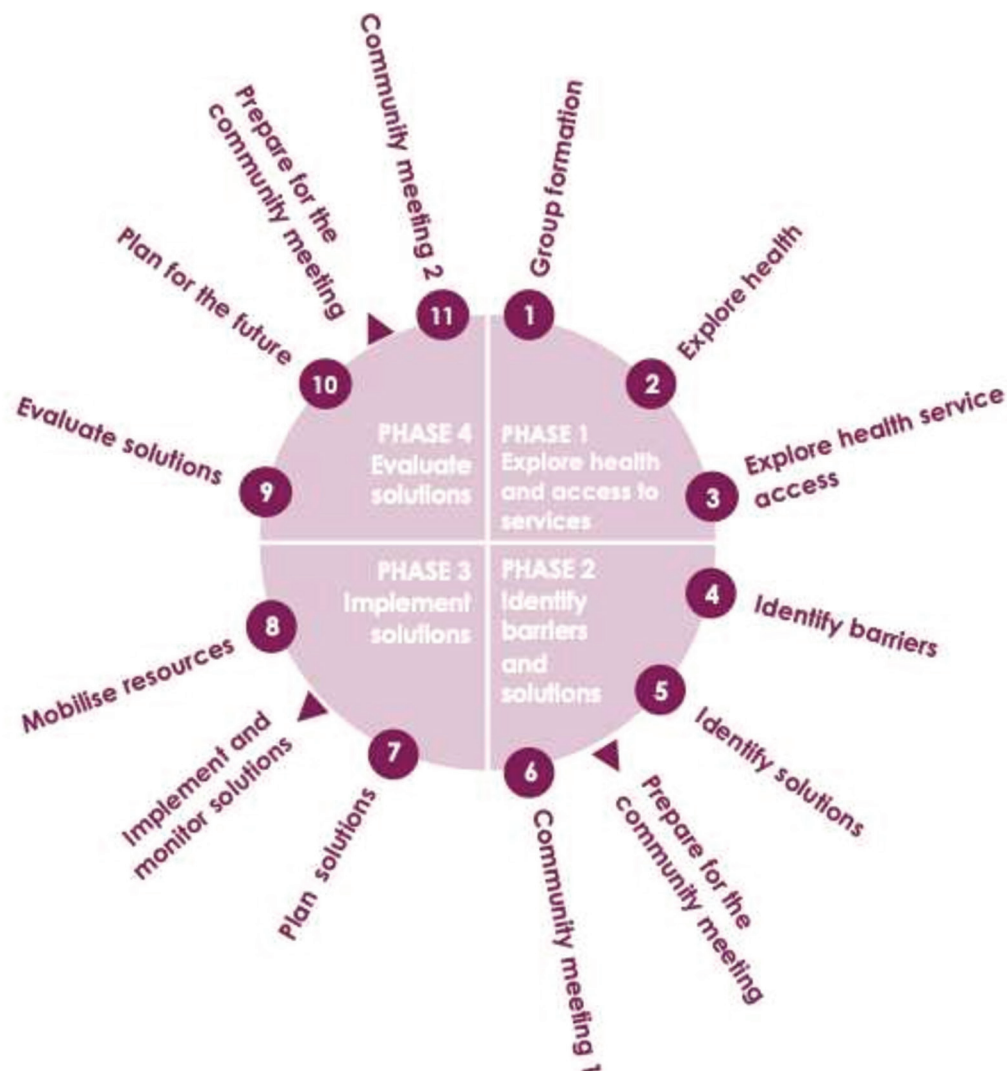 1
Group formation
2
Explore health
3
Explore health service
access
4
Identify barriers
5
Identify solutions
Prepare for the
community meeting
6
Community meeting 1
7
Plan solutions
Implement and
monitor solutions
8
Mobilise resources
9
Evaluate solutions
10
Plan for the future
Prepare for the
community meeting
11
Community meeting 2
PHASE 1
Explore health
and access to
services
PHASE 2
Identify
barriers
and
solutions
PHASE 3
Implement
solutions
PHASE 4
Evaluate
solutions